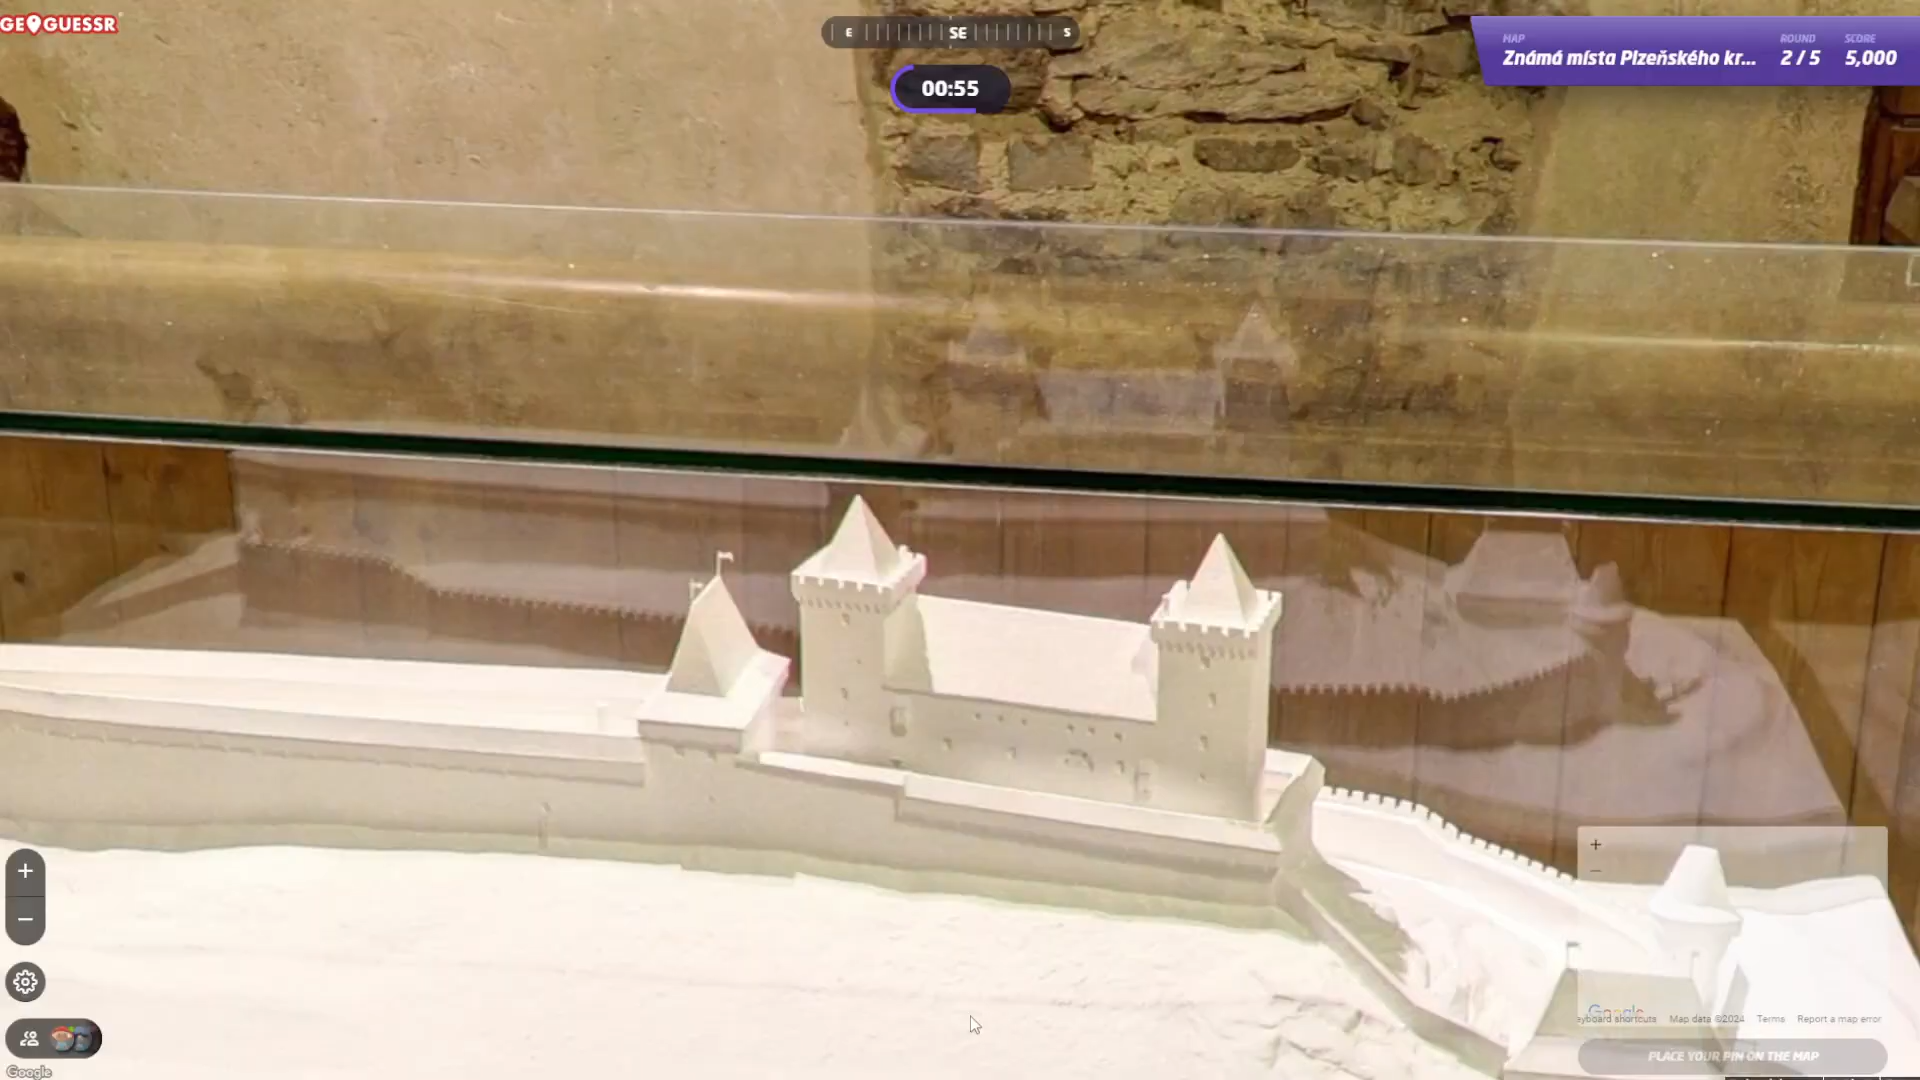 GEOGUESSR
E
SE
S
00:55
MAP
Známá místa Plzeňského kr...
ROUND
2 / 5
SCORE
5,000
Google
Google
Map data ©2024
Terms
Report a map error
PLACE YOUR PIN ON THE MAP